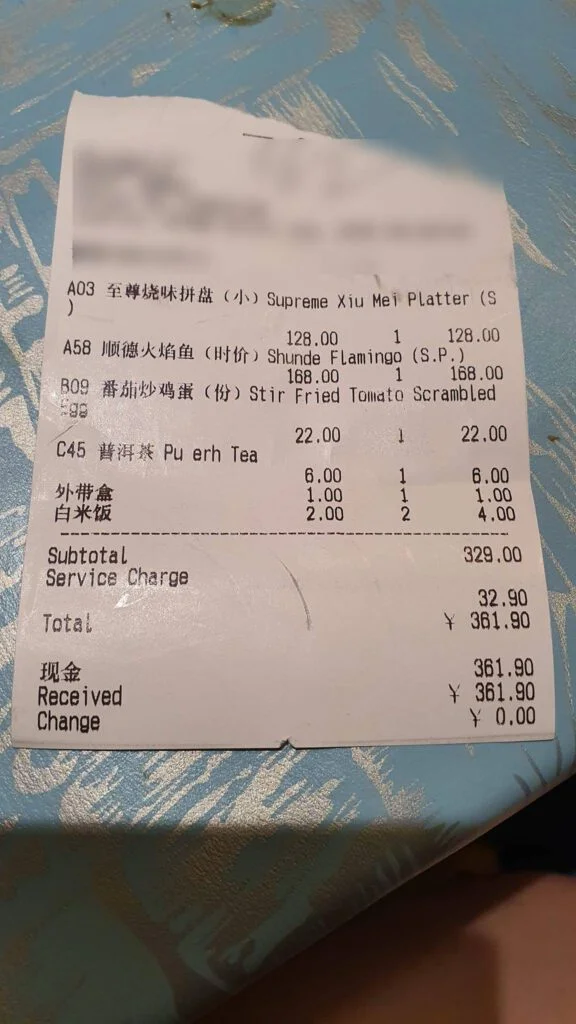 A03 至尊烧味拼盘（小）Supreme Xiu Mei Platter (S
)
128.00 1 128.00
A58 顺德火焰鱼（时价）Shunde Flamingo (S.P.)
168.00 1 168.00
B09 番茄炒鸡蛋（份）Stir Fried Tomato Scrambled
Egg
22.00 1 22.00
C45 普洱茶 Pu erh Tea
6.00 1 6.00
外带盒 1.00 1 1.00
白米饭 2.00 2 4.00
Subtotal 329.00
Service Charge
32.90
Total ¥ 361.90
现金 361.90
Received ¥ 361.90
Change ¥ 0.00